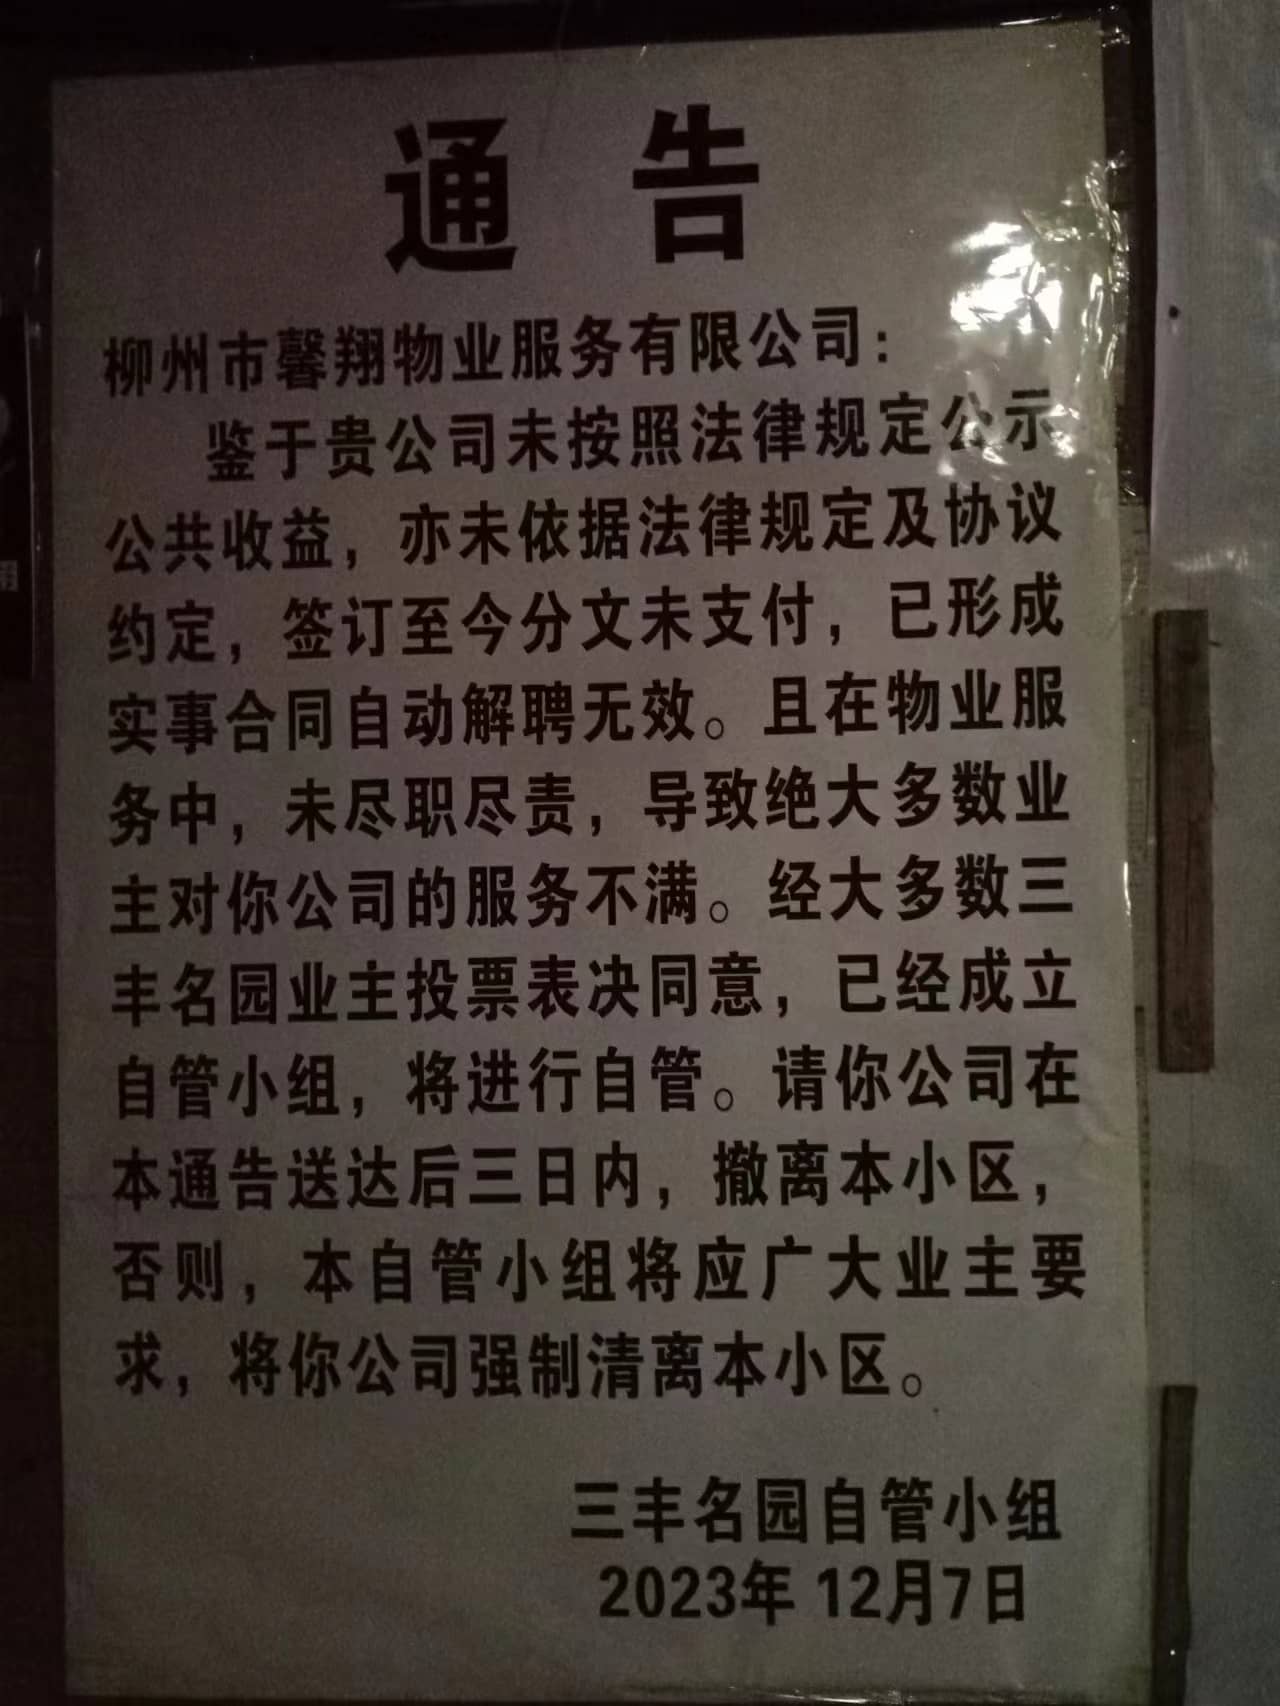 通告
柳州市馨翔物业服务有限公司：
鉴于贵公司未按照法律规定公示
公共收益，亦未依据法律规定及协议
约定，签订至今分文未支付，已形成
实事合同自动解聘无效。且在物业服
务中，未尽职尽责，导致绝大多数业
主对你公司的服务不满。经大多数三
丰名园业主投票表决同意，已经成立
自管小组，将进行自管。请你公司在
本通告送达后三日内，撤离本小区，
否则，本自管小组将应广大业主要
求，将你公司强制清离本小区。
三丰名园自管小组
2023年12月7日